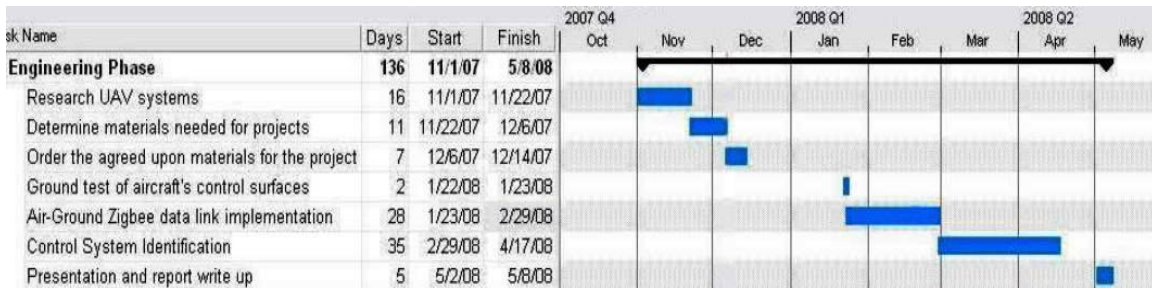 2007 Q4 2008 Q1 2008 Q2
sk Name Days Start Finish Oct Nov Dec Jan Feb Mar Apr May
Engineering Phase 136 11/1/07 5/8/08
Research UAV systems 16 11/1/07 11/22/07
Determine materials needed for projects 11 11/22/07 12/6/07
Order the agreed upon materials for the project 7 12/6/07 12/14/07
Ground test of aircraft's control surfaces 2 1/22/08 1/23/08
Air-Ground Zigbee data link implementation 28 1/23/08 2/29/08
Control System Identification 35 2/29/08 4/17/08
Presentation and report write up 5 5/2/08 5/8/08